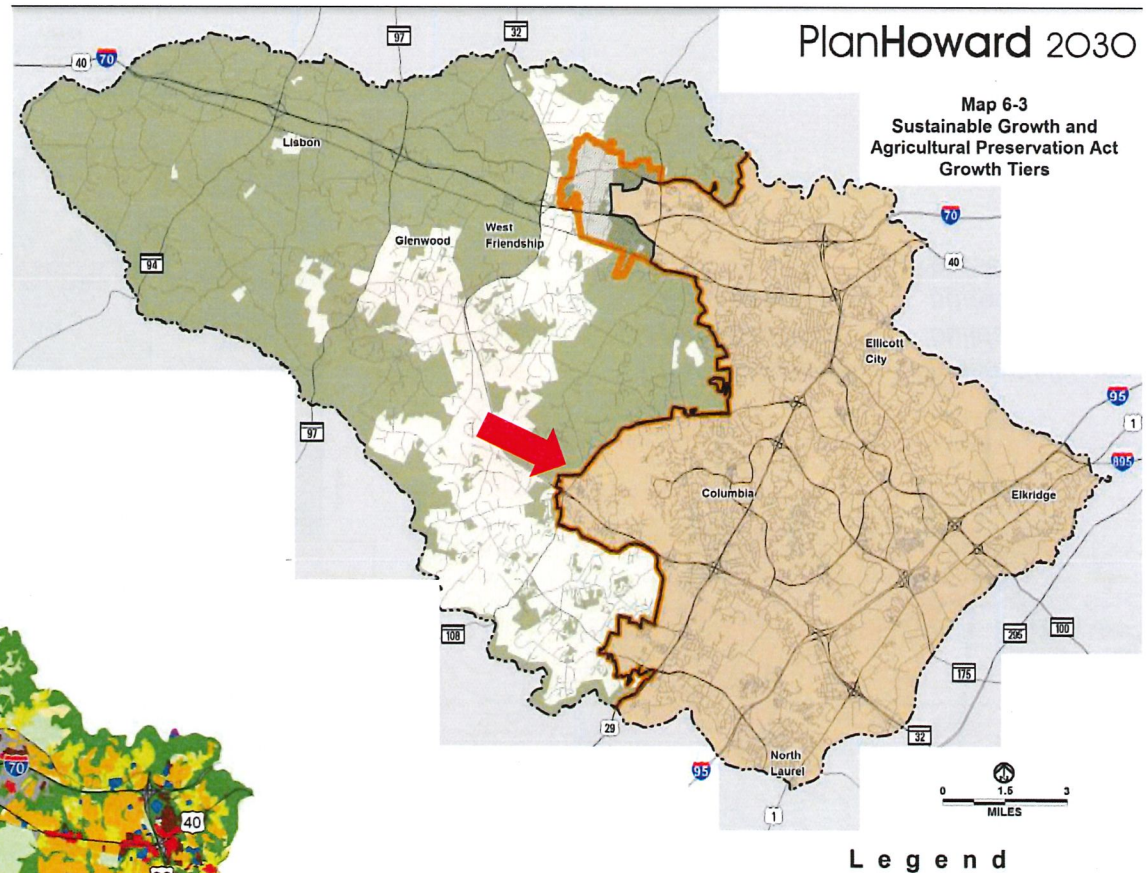 PlanHoward 2030
Map 6-3
Sustainable Growth and
Agricultural Preservation Act
Growth Tiers
97
32
40
70
Lisbon
70
40
West
Friendship
Glenwood
94
Ellicott
City
95
1
97
895
Columbia
Elkridge
108
100
295
175
29
32
North
Laurel
95
1
0 1.5 3
MILES
Legend
70
40